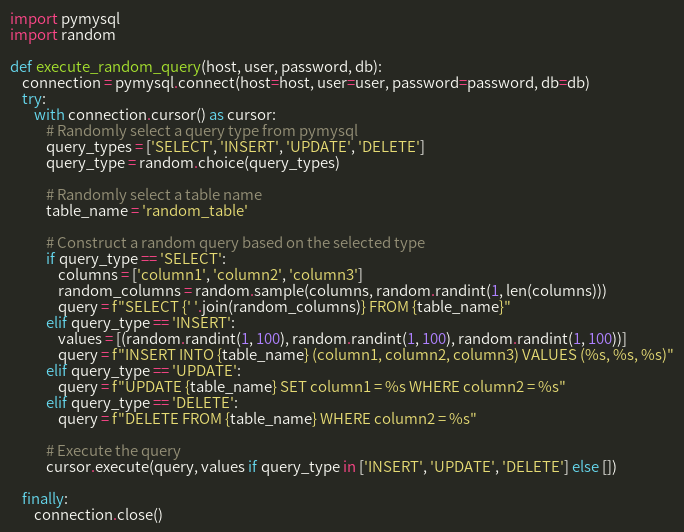 import pymysql
import random

def execute_random_query(host, user, password, db):
    connection = pymysql.connect(host=host, user=user, password=password, db=db)
    try:
        with connection.cursor() as cursor:
            # Randomly select a query type from pymysql
            query_types = ['SELECT', 'INSERT', 'UPDATE', 'DELETE']
            query_type = random.choice(query_types)

            # Randomly select a table name
            table_name = 'random_table'

            # Construct a random query based on the selected type
            if query_type == 'SELECT':
                columns = ['column1', 'column2', 'column3']
                random_columns = random.sample(columns, random.randint(1, len(columns)))
                query = f"SELECT {' '.join(random_columns)} FROM {table_name}"
            elif query_type == 'INSERT':
                values = [(random.randint(1, 100), random.randint(1, 100), random.randint(1, 100))]
                query = f"INSERT INTO {table_name} (column1, column2, column3) VALUES (%s, %s, %s)"
            elif query_type == 'UPDATE':
                query = f"UPDATE {table_name} SET column1 = %s WHERE column2 = %s"
            elif query_type == 'DELETE':
                query = f"DELETE FROM {table_name} WHERE column2 = %s"

            # Execute the query
            cursor.execute(query, values if query_type in ['INSERT', 'UPDATE', 'DELETE'] else [])

    finally:
        connection.close()